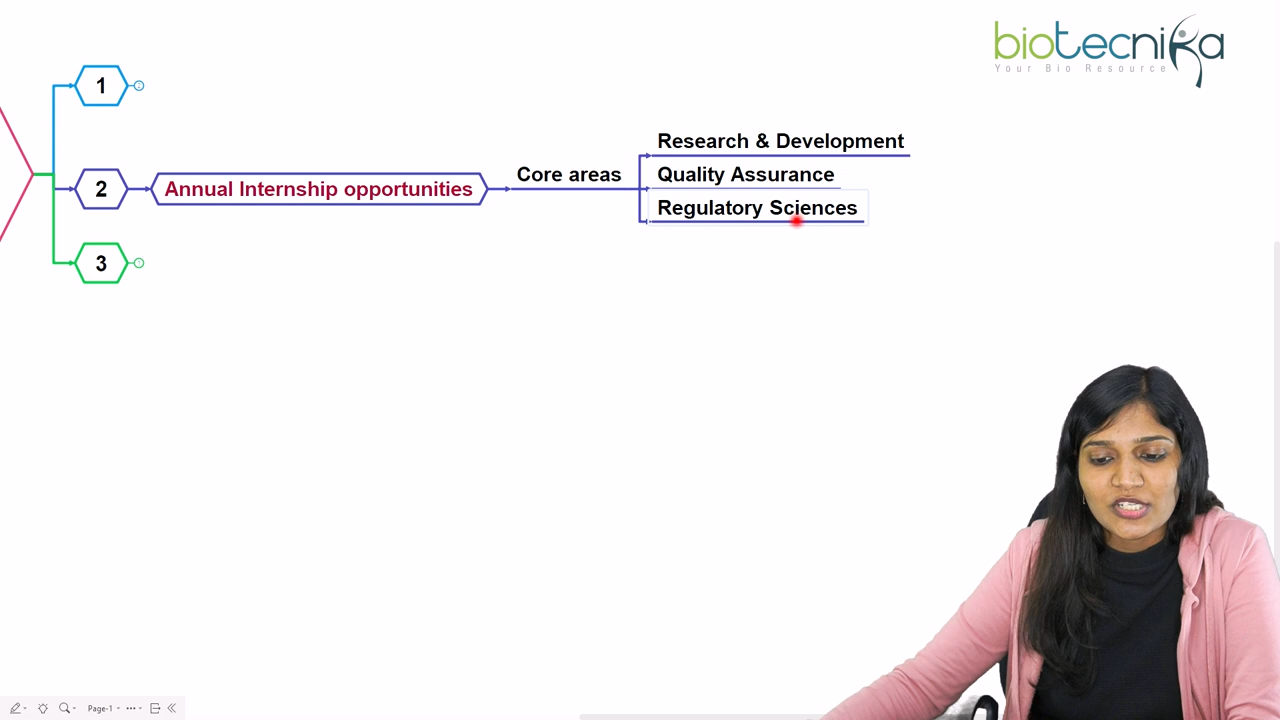 biotecnika
Your Bio Resource
1
Research & Development
Core areas
Quality Assurance
2
Annual Internship opportunities
Regulatory Sciences
3
Page-1